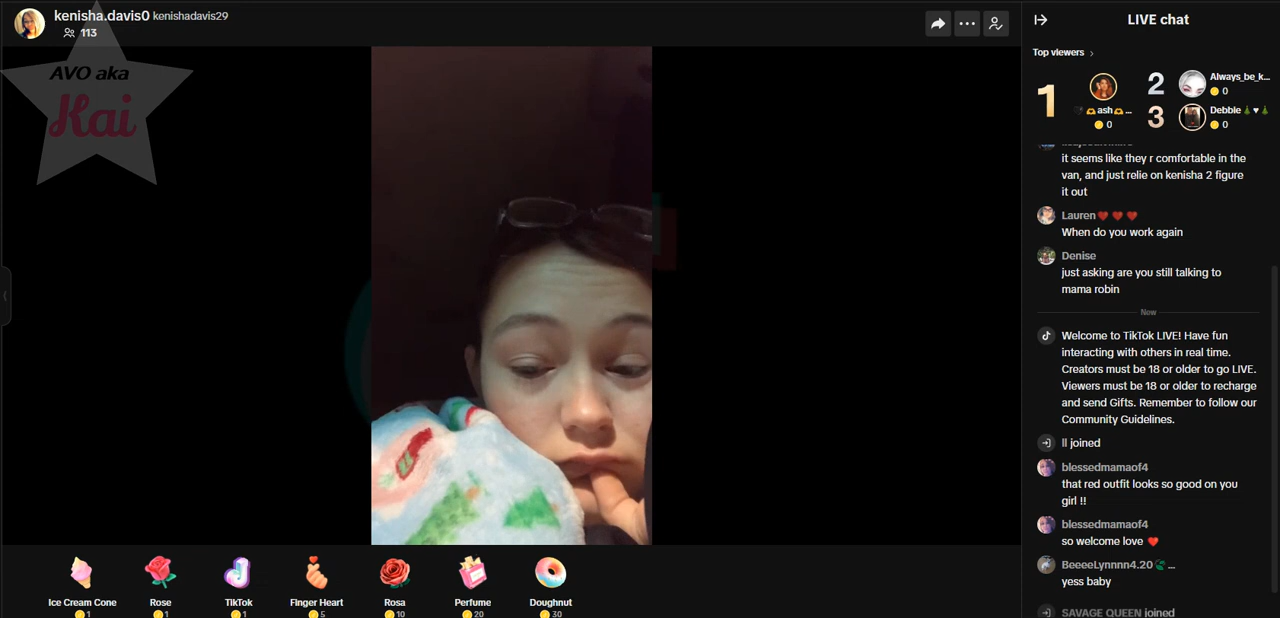 kenisha.davis0 kenishadavis29
113
AVO aka
Kai
LIVE chat
Top viewers
1
ash
0
2
Always_be_k...
0
3
Debbie
0
it seems like they r comfortable in the
van, and just relie on kenisha 2 figure
it out
Lauren
When do you work again
Denise
just asking are you still talking to
mama robin
New
Welcome to TikTok LIVE! Have fun
interacting with others in real time.
Creators must be 18 or older to go LIVE.
Viewers must be 18 or older to recharge
and send Gifts. Remember to follow our
Community Guidelines.
ll joined
blessedmamaof4
that red outfit looks so good on you
girl !!
blessedmamaof4
so welcome love
BeeeeLynnnn4.20 ...
yess baby
SAVAGE QUEEN joined
Ice Cream Cone
1
Rose
1
TikTok
1
Finger Heart
5
Rosa
10
Perfume
20
Doughnut
30